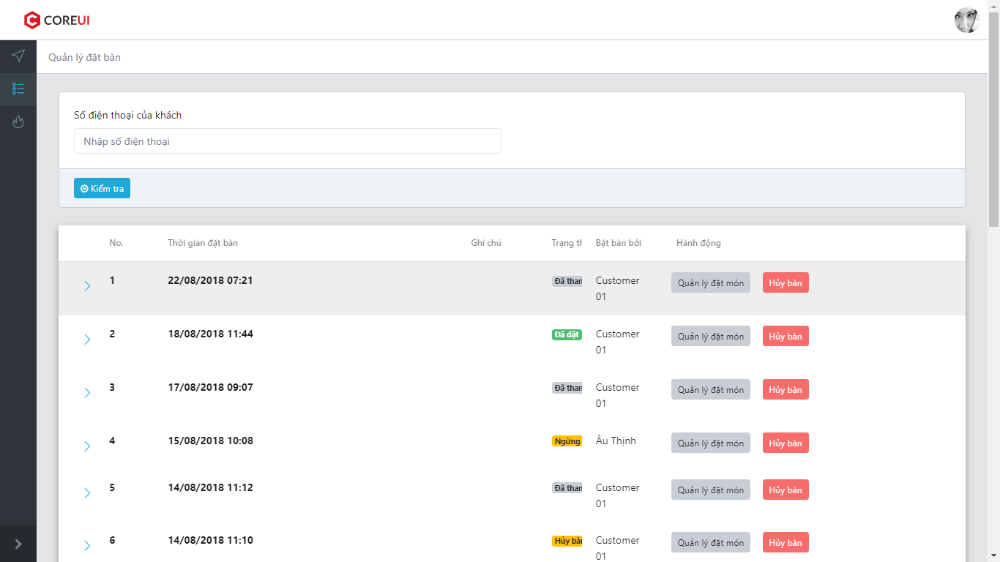 COREUI
Quản lý đặt bàn
Số điện thoại của khách
Nhập số điện thoại
Kiểm tra
No. Thời gian đặt bàn Ghi chú Trạng th Bặt bàn bởi Hành động
1 22/08/2018 07:21 Đã than Customer 01 Quản lý đặt món Hủy bàn
2 18/08/2018 11:44 Đã đặt Customer 01 Quản lý đặt món Hủy bàn
3 17/08/2018 09:07 Đã than Customer 01 Quản lý đặt món Hủy bàn
4 15/08/2018 10:08 Ngừng Âu Thịnh Quản lý đặt món Hủy bàn
5 14/08/2018 11:12 Đã than Customer 01 Quản lý đặt món Hủy bàn
6 14/08/2018 11:10 Hủy bàn Customer 01 Quản lý đặt món Hủy bàn